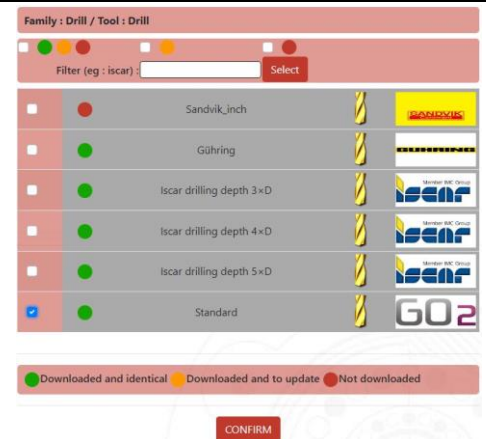 Family : Drill / Tool : Drill
Filter (eg : iscar) : Select
Sandvik_inch
SANDVIK
Gühring
GUHRING
Iscar drilling depth 3×D
Member IMC Group
iscar
Iscar drilling depth 4×D
Member IMC Group
iscar
Iscar drilling depth 5×D
Member IMC Group
iscar
Standard
GO2
Downloaded and identical Downloaded and to update Not downloaded
CONFIRM